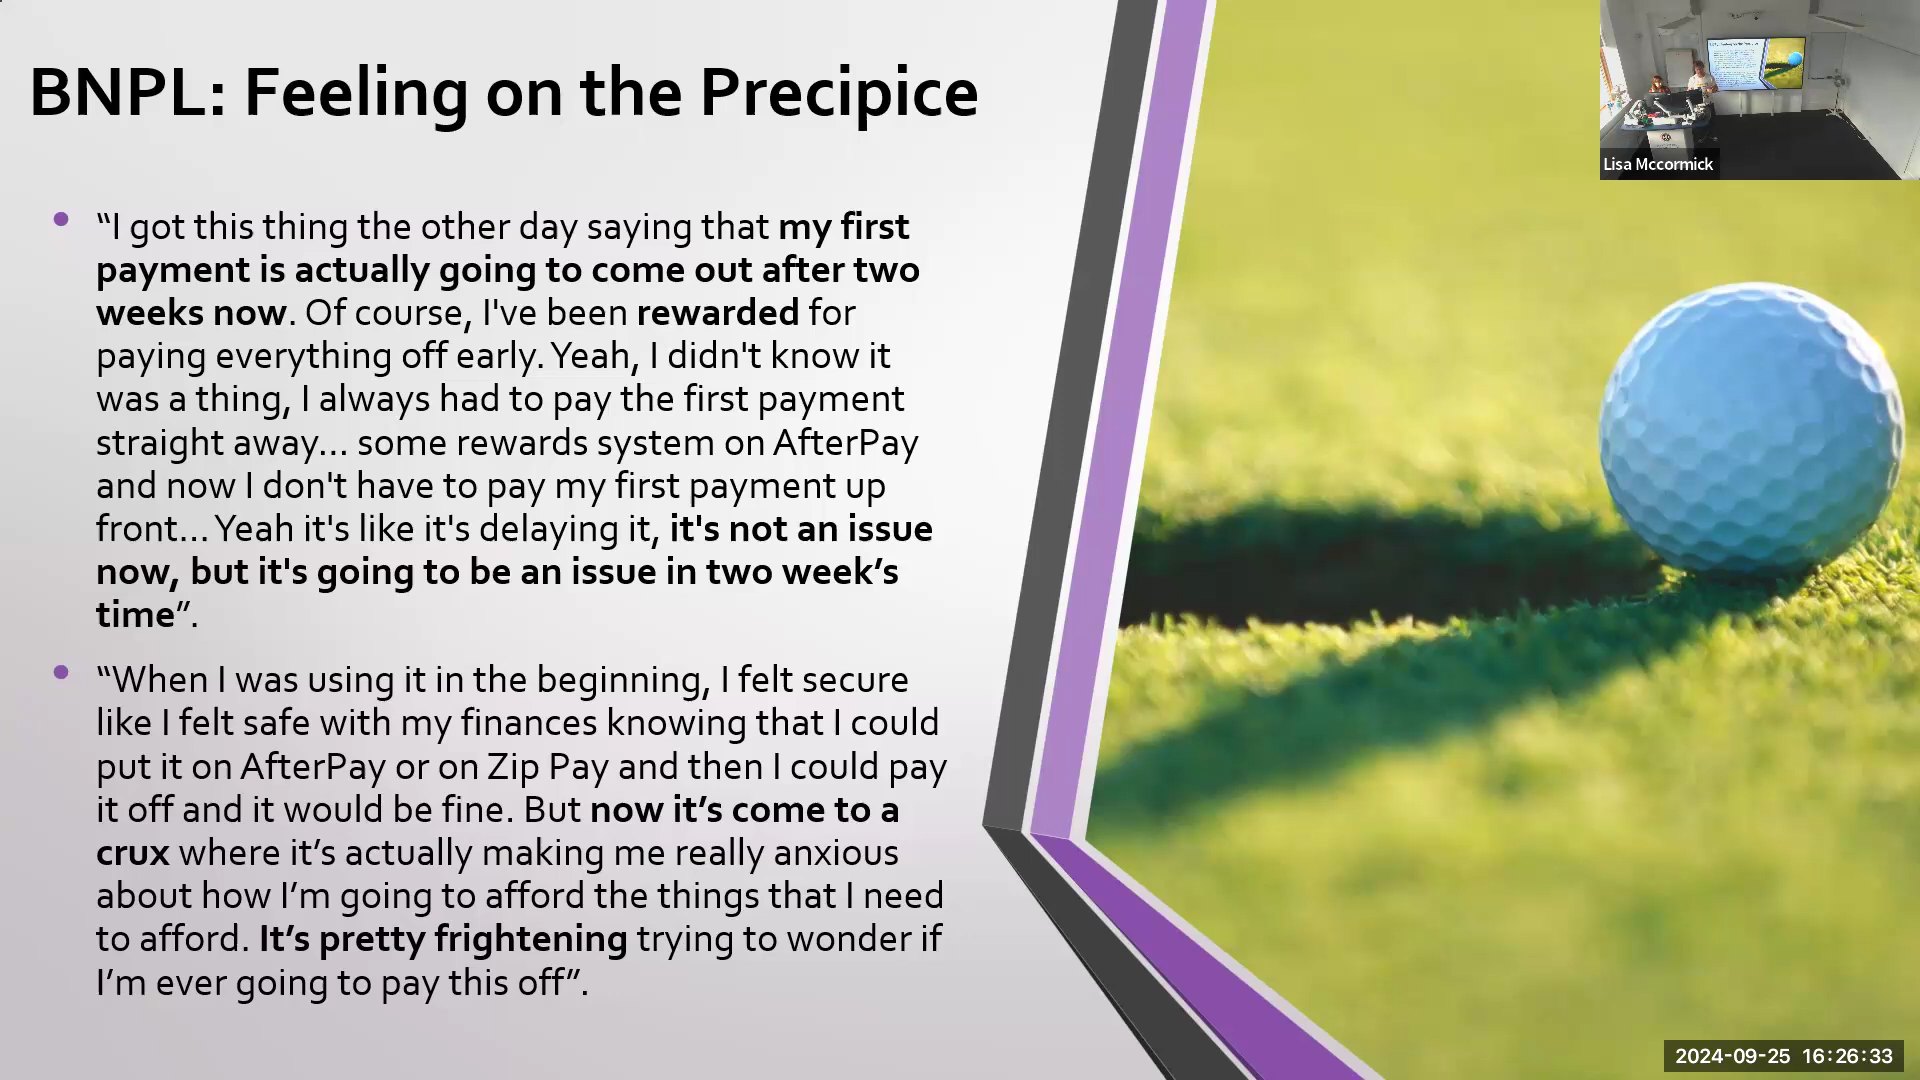 BNPL: Feeling on the Precipice
“I got this thing the other day saying that my first
payment is actually going to come out after two
weeks now. Of course, I've been rewarded for
paying everything off early. Yeah, I didn't know it
was a thing, I always had to pay the first payment
straight away… some rewards system on AfterPay
and now I don't have to pay my first payment up
front… Yeah it's like it's delaying it, it's not an issue
now, but it's going to be an issue in two week’s
time”.
“When I was using it in the beginning, I felt secure
like I felt safe with my finances knowing that I could
put it on AfterPay or on Zip Pay and then I could pay
it off and it would be fine. But now it’s come to a
crux where it’s actually making me really anxious
about how I’m going to afford the things that I need
to afford. It’s pretty frightening trying to wonder if
I’m ever going to pay this off”.
Lisa Mccormick
2024-09-25 16:26:33